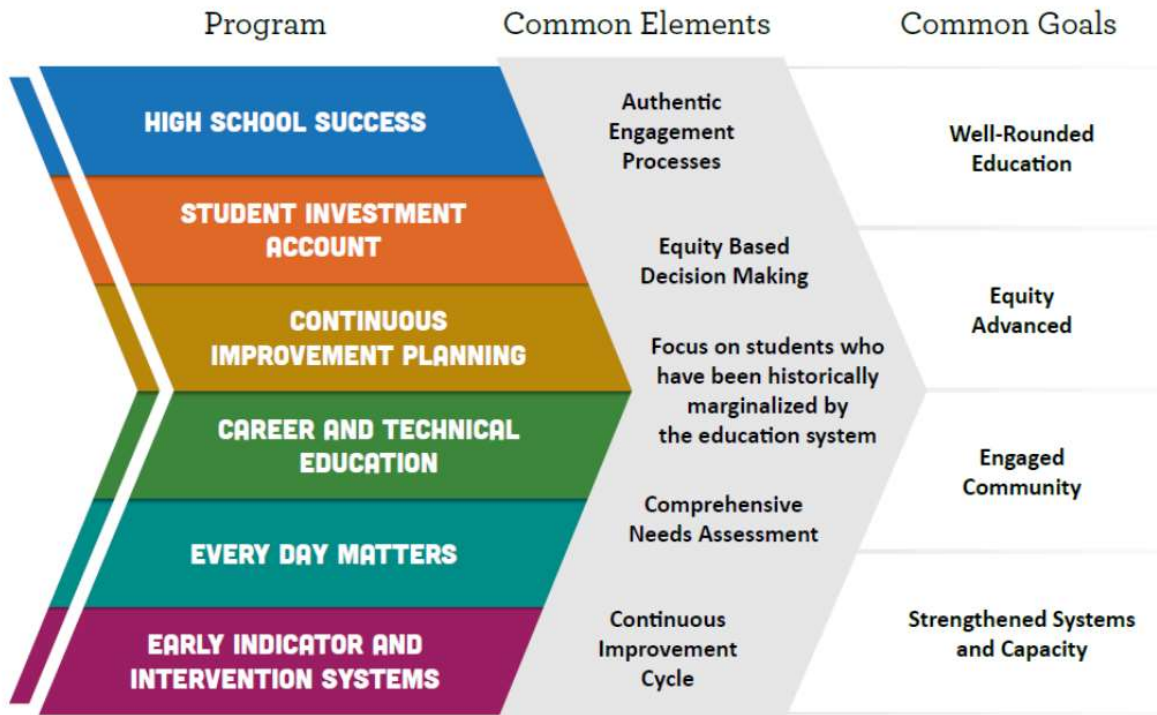 Program
Common Elements
Common Goals
HIGH SCHOOL SUCCESS
STUDENT INVESTMENT
ACCOUNT
CONTINUOUS
IMPROVEMENT PLANNING
CAREER AND TECHNICAL
EDUCATION
EVERY DAY MATTERS
EARLY INDICATOR AND
INTERVENTION SYSTEMS
Authentic
Engagement
Processes
Equity Based
Decision Making
Focus on students who
have been historically
marginalized by
the education system
Comprehensive
Needs Assessment
Continuous
Improvement
Cycle
Well-Rounded
Education
Equity
Advanced
Engaged
Community
Strengthened Systems
and Capacity